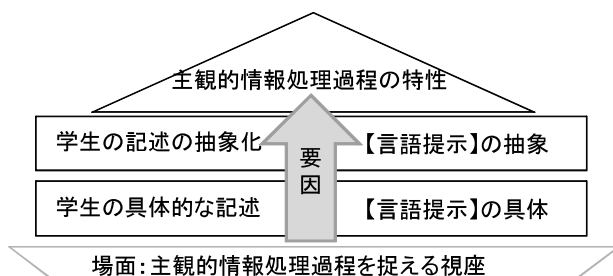 主観的情報処理過程の特性
学生の記述の抽象化
【言語提示】の抽象
要因
学生の具体的な記述
【言語提示】の具体
場面：主観的情報処理過程を捉える視座